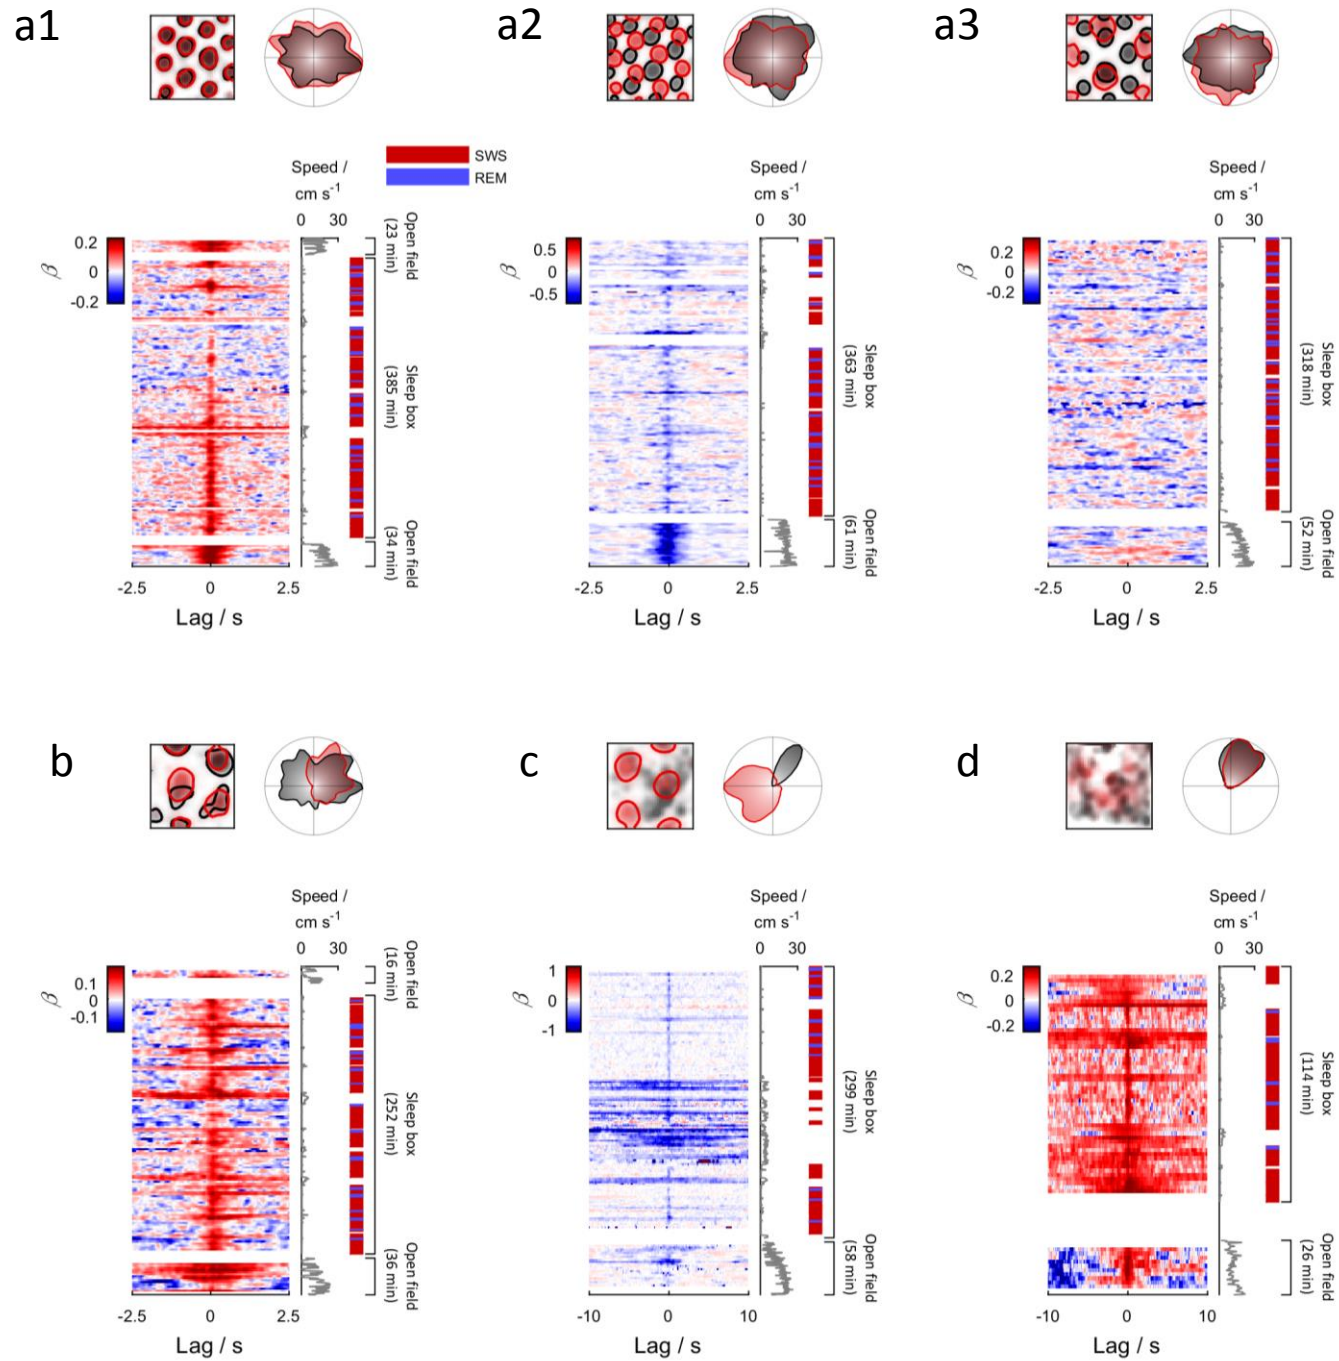 a1
a2
a3
SWS
REM
Speed /
cm s-1
0 30
0.2
0
-0.2
β
Open field
(23 min)
Sleep box
(385 min)
Open field
(34 min)
-2.5 0 2.5
Lag / s
Speed /
cm s-1
0 30
0.5
0
-0.5
β
Sleep box
(363 min)
Open field
(61 min)
-2.5 0 2.5
Lag / s
Speed /
cm s-1
0 30
0.2
0
-0.2
β
Sleep box
(318 min)
Open field
(52 min)
-2.5 0 2.5
Lag / s
b
c
d
Speed /
cm s-1
0 30
0.1
0
-0.1
β
Open field
(16 min)
Sleep box
(252 min)
Open field
(36 min)
-2.5 0 2.5
Lag / s
Speed /
cm s-1
0 30
1
0
-1
β
Sleep box
(299 min)
Open field
(58 min)
-10 0 10
Lag / s
Speed /
cm s-1
0 30
0.2
0
-0.2
β
Sleep box
(114 min)
Open field
(26 min)
-10 0 10
Lag / s